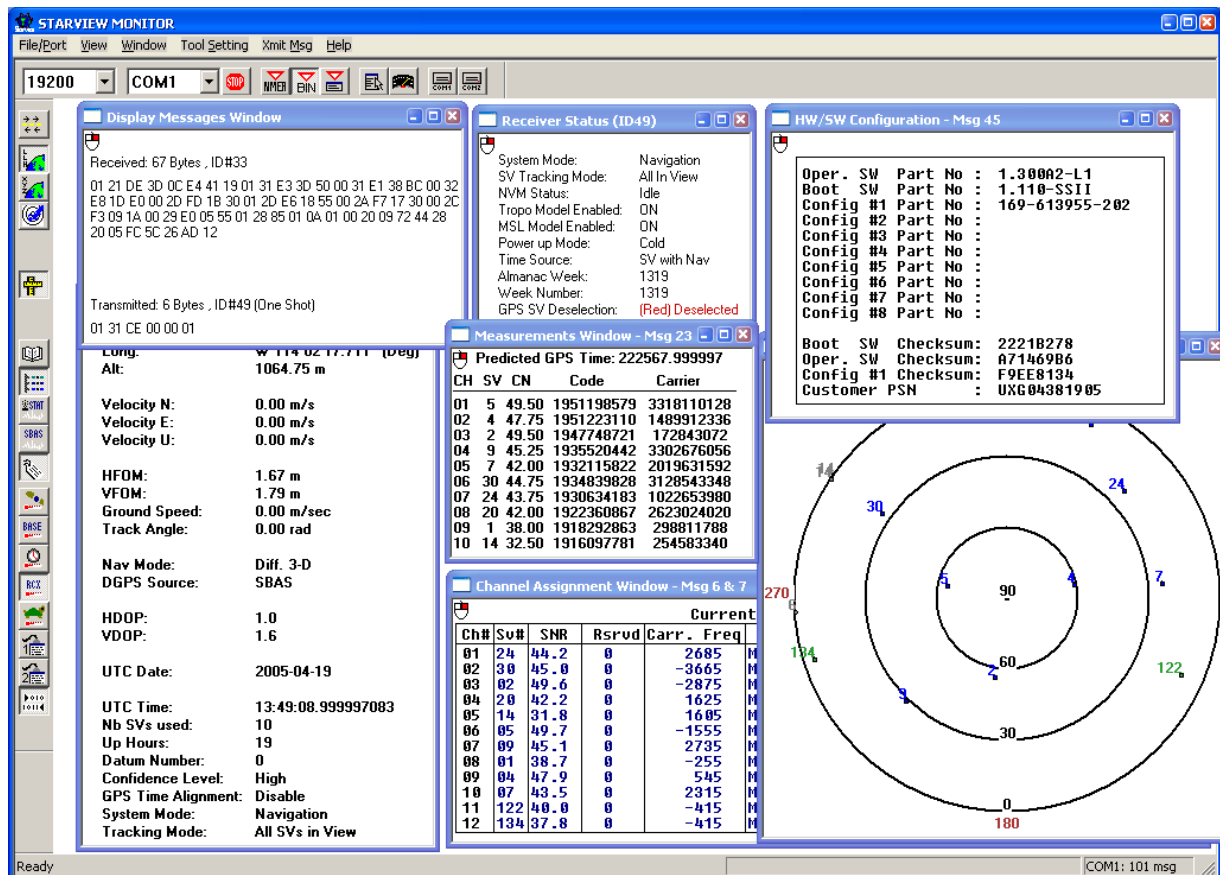 STARVIEW MONITOR
File/Port View Window Tool Setting Xmit Msg Help
19200 COM1 STOP NMEA BIN COM1 COM2
Display Messages Window
Received: 67 Bytes , ID#33
01 21 DE 3D 0C E4 41 19 01 31 E3 3D 50 00 31 E1 38 BC 00 32
E8 1D E0 00 2D FD 1B 30 01 2D E6 18 55 00 2A F7 17 30 00 2C
F3 09 1A 00 29 E0 05 55 01 28 85 01 0A 01 00 20 09 72 44 28
20 05 FC 5C 26 AD 12
Transmitted: 6 Bytes , ID#49 (One Shot)
01 31 CE 00 00 01
Receiver Status (ID49)
System Mode: Navigation
SV Tracking Mode: All In View
NVM Status: Idle
Tropo Model Enabled: ON
MSL Model Enabled: ON
Power up Mode: Cold
Time Source: SV with Nav
Almanac Week: 1319
Week Number: 1319
GPS SV Deselection: (Red) Deselected
HW/SW Configuration - Msg 45
Oper. SW Part No : 1.300A2-L1
Boot SW Part No : 1.110-SSII
Config #1 Part No : 169-613955-202
Config #2 Part No :
Config #3 Part No :
Config #4 Part No :
Config #5 Part No :
Config #6 Part No :
Config #7 Part No :
Config #8 Part No :
Boot SW Checksum: 2221B278
Oper. SW Checksum: A71469B6
Config #1 Checksum: F9EE8134
Customer PSN : UXG04381905
Long: W 114 02 17.711 (Deg)
Alt: 1064.75 m
Velocity N: 0.00 m/s
Velocity E: 0.00 m/s
Velocity U: 0.00 m/s
HFOM: 1.67 m
VFOM: 1.79 m
Ground Speed: 0.00 m/sec
Track Angle: 0.00 rad
Nav Mode: Diff. 3-D
DGPS Source: SBAS
HDOP: 1.0
VDOP: 1.6
UTC Date: 2005-04-19
UTC Time: 13:49:08.999997083
Nb SVs used: 10
Up Hours: 19
Datum Number: 0
Confidence Level: High
GPS Time Alignment: Disable
System Mode: Navigation
Tracking Mode: All SVs in View
Measurements Window - Msg 23
Predicted GPS Time: 222567.999997
CH SV CN Code Carrier
01 5 49.50 1951198579 3318110128
02 4 47.75 1951223110 1489912336
03 2 49.50 1947748721 172843072
04 9 45.25 1935520442 3302676056
05 7 42.00 1932115822 2019631592
06 30 44.75 1934839828 3128543348
07 24 43.75 1930634183 1022653980
08 20 42.00 1922360867 2623024020
09 1 38.00 1918292863 298811788
10 14 32.50 1916097781 254583340
Channel Assignment Window - Msg 6 & 7
Current
Ch# Sv# SNR Rsrvd Carr. Freq
01 24 44.2 0 2685 M
02 30 45.0 0 -3665 M
03 02 49.6 0 -2875 M
04 20 42.2 0 1625 M
05 14 31.8 0 1605 M
06 05 49.7 0 -1555 M
07 09 45.1 0 2735 M
08 01 38.7 0 -255 M
09 04 47.9 0 545 M
10 07 43.5 0 2315 M
11 122 40.0 0 -415 M
12 134 37.8 0 -415 M
14
24
30
5
4
7
90
270
6
134
60
122
2
9
30
0
180
STAT
SBAS
BASE
RCX
1
2
Ready
COM1: 101 msg